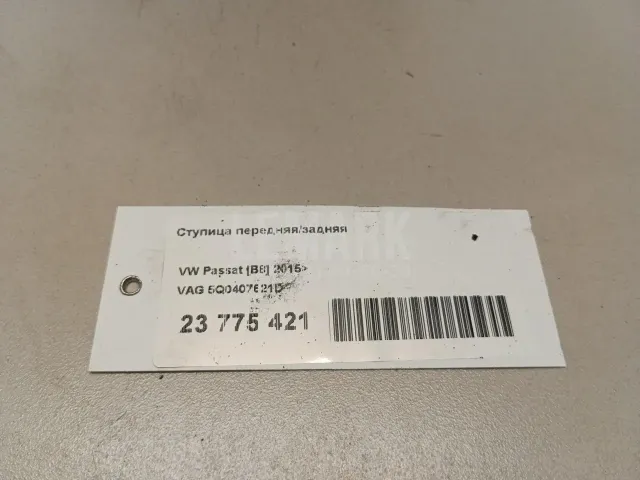 Ступица передняя/задняя
VW Passat [B8] 2015>
VAG 5Q0407621D
23 775 421